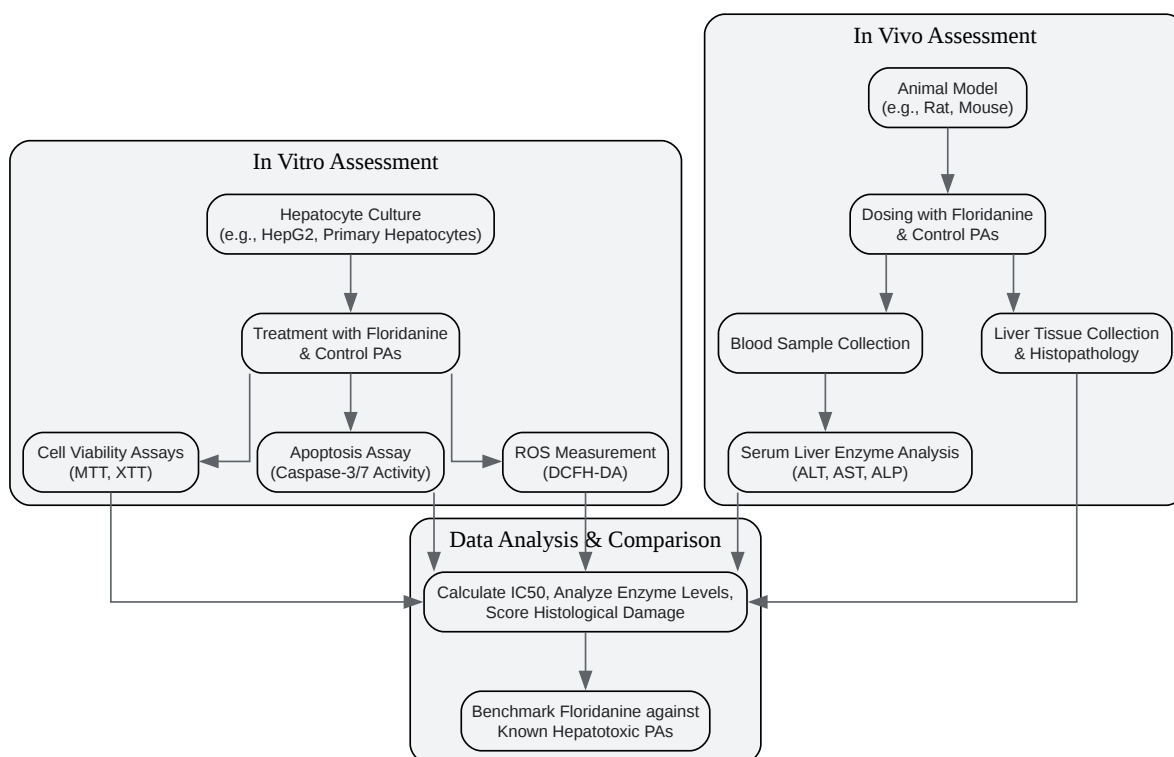 In Vivo Assessment
Animal Model
(e.g., Rat, Mouse)
Dosing with Floridanine
& Control PAs
Blood Sample Collection
Liver Tissue Collection
& Histopathology
Serum Liver Enzyme Analysis
(ALT, AST, ALP)
In Vitro Assessment
Hepatocyte Culture
(e.g., HepG2, Primary Hepatocytes)
Treatment with Floridanine
& Control PAs
Cell Viability Assays
(MTT, XTT)
Apoptosis Assay
(Caspase-3/7 Activity)
ROS Measurement
(DCFH-DA)
Data Analysis & Comparison
Calculate IC50, Analyze Enzyme Levels,
Score Histological Damage
Benchmark Floridanine against
Known Hepatotoxic PAs